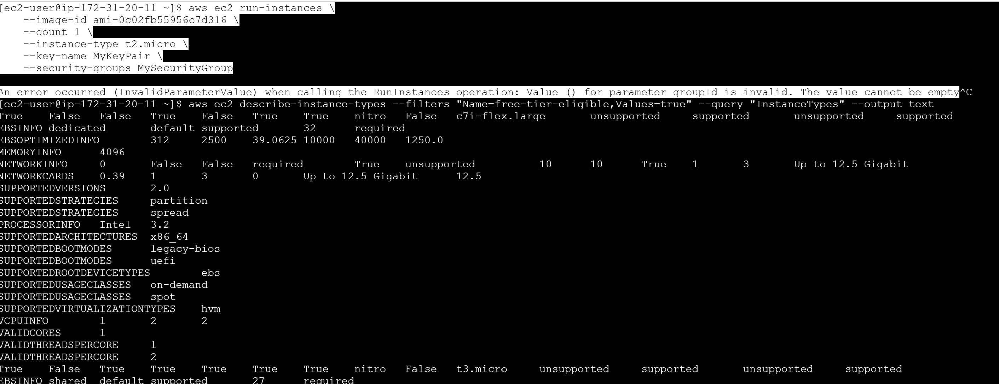 [ec2-user@ip-172-31-20-11 ~]$ aws ec2 run-instances \
    --image-id ami-0c02fb55956c7d316 \
    --count 1 \
    --instance-type t2.micro \
    --key-name MyKeyPair \
    --security-groups MySecurityGroup

An error occurred (InvalidParameterValue) when calling the RunInstances operation: Value () for parameter groupId is invalid. The value cannot be empty^C
[ec2-user@ip-172-31-20-11 ~]$ aws ec2 describe-instance-types --filters "Name=free-tier-eligible,Values=true" --query "InstanceTypes" --output text
True    False   False   True    False   True    True    nitro   False   c7i-flex.large       unsupported     supported       unsupported     supported
EBSINFO dedicated       default supported       32      required
EBSOPTIMIZEDINFO        312     2500    39.0625 10000   40000   1250.0
MEMORYINFO      4096
NETWORKINFO     0       False   False   required        True    unsupported          10      10      True    1       3       Up to 12.5 Gigabit
NETWORKCARDS    0.39    1       3       0       Up to 12.5 Gigabit      12.5
SUPPORTEDVERSIONS       2.0
SUPPORTEDSTRATEGIES     partition
SUPPORTEDSTRATEGIES     spread
PROCESSORINFO   Intel   3.2
SUPPORTEDARCHITECTURES  x86_64
SUPPORTEDBOOTMODES      legacy-bios
SUPPORTEDBOOTMODES      uefi
SUPPORTEDROOTDEVICETYPES        ebs
SUPPORTEDUSAGECLASSES   on-demand
SUPPORTEDUSAGECLASSES   spot
SUPPORTEDVIRTUALIZATIONTYPES    hvm
VCPUINFO        1       2       2
VALIDCORES      1
VALIDTHREADSPERCORE     1
VALIDTHREADSPERCORE     2
True    False   True    True    True    True    True    nitro   False   t3.micro     unsupported     supported       unsupported     supported
EBSINFO shared  default supported       27      required